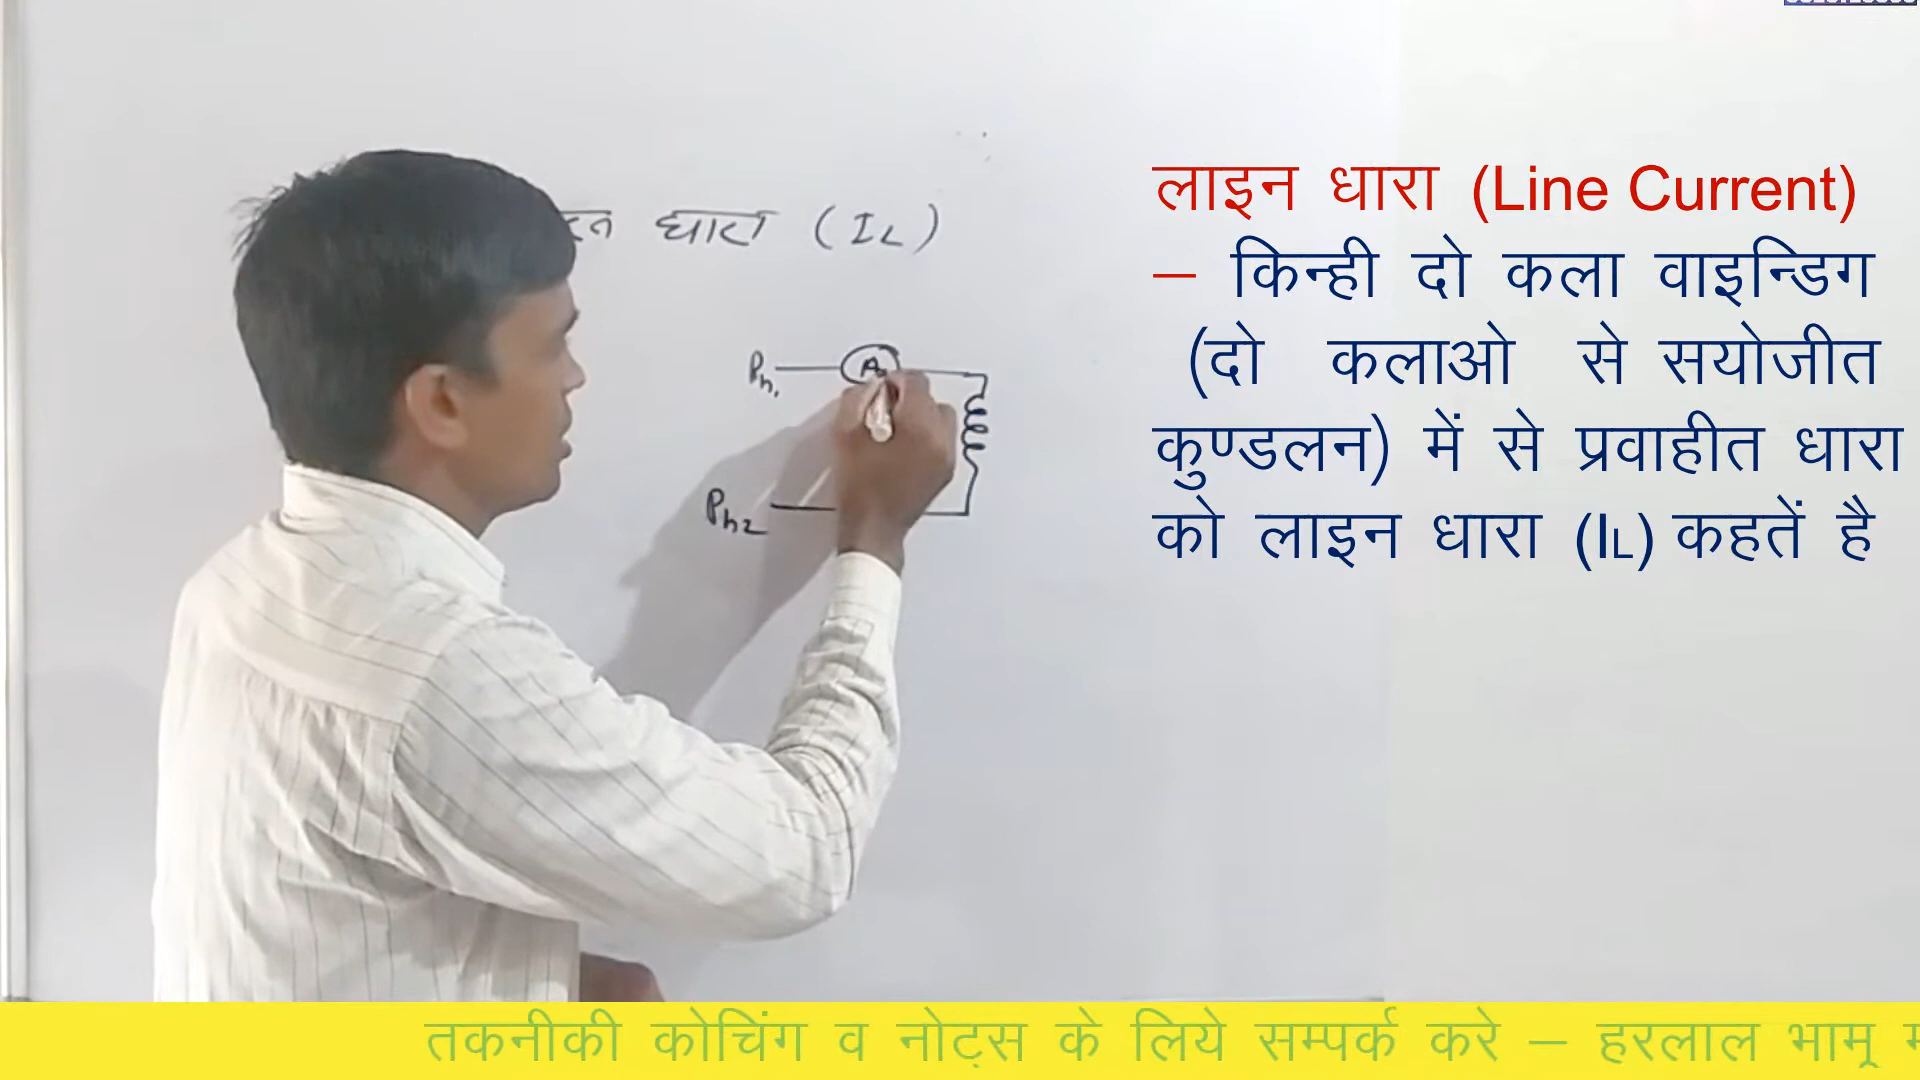 धारा (IL)
लाइन धारा (Line Current)
– किन्ही दो कला वाइन्डिग
(दो कलाओ से सयोजीत
कुण्डलन) में से प्रवाहीत धारा
को लाइन धारा (IL) कहतें है
Ph1
A
Ph2
तकनीकी कोचिंग व नोट्स के लिये सम्पर्क करे – हरलाल भामू